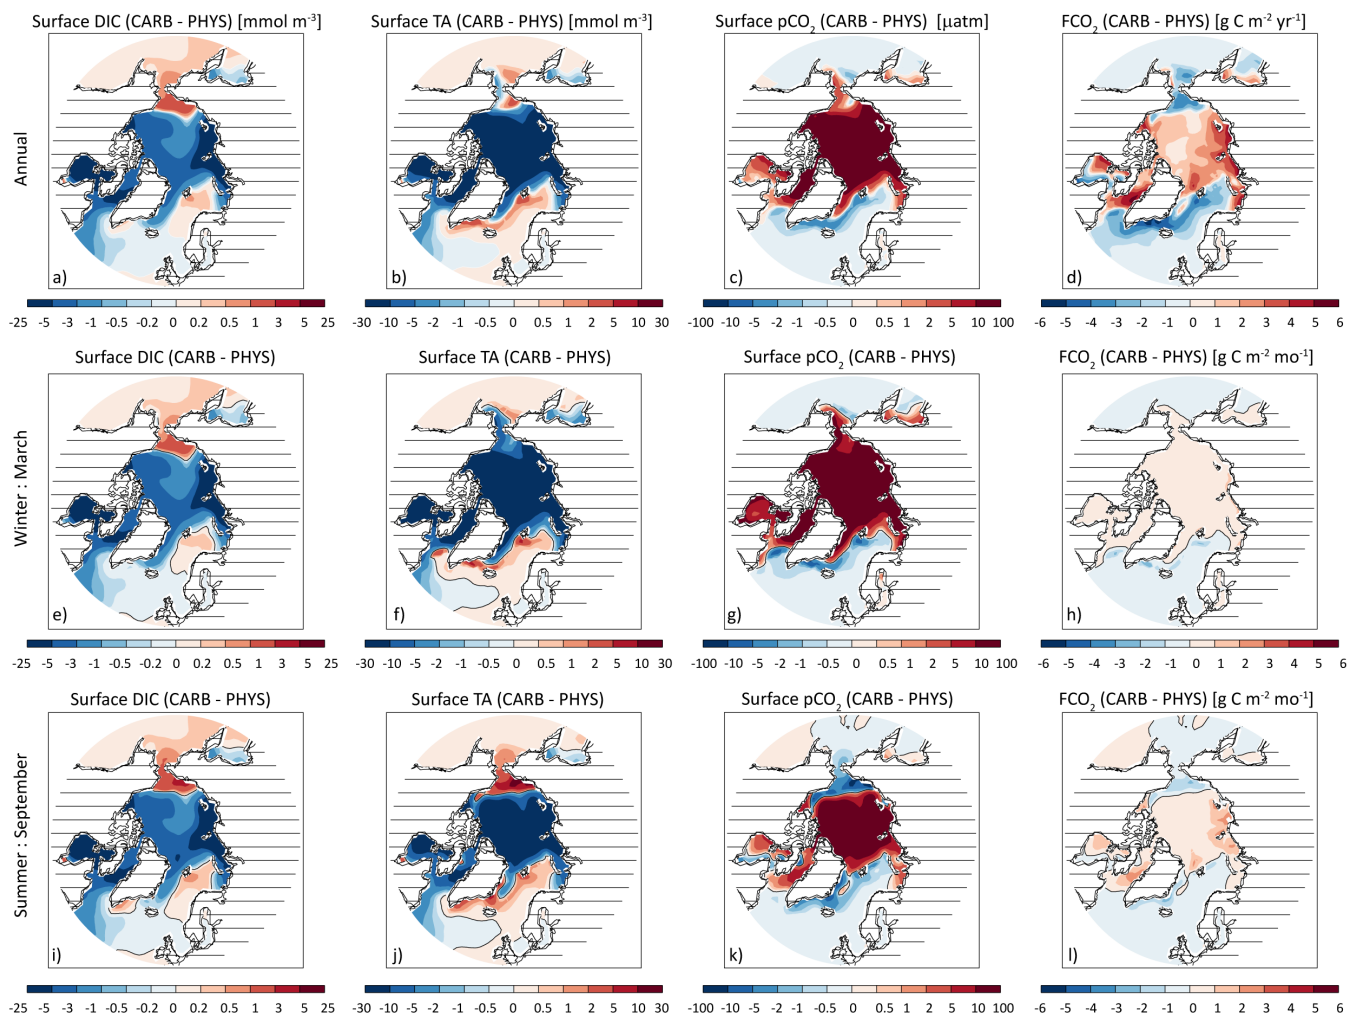 Surface DIC (CARB - PHYS) [mmol m⁻³]
Surface TA (CARB - PHYS) [mmol m⁻³]
Surface pCO₂ (CARB - PHYS) [µatm]
FCO₂ (CARB - PHYS) [g C m⁻² yr⁻¹]
Annual
a)
b)
c)
d)
-25 -5 -3 -1 -0.5 -0.2 0 0.2 0.5 1 3 5 25
-30 -10 -5 -2 -1 -0.5 0 0.5 1 2 5 10 30
-100 -10 -5 -2 -1 -0.5 0 0.5 1 2 5 10 100
-6 -5 -4 -3 -2 -1 0 1 2 3 4 5 6
Surface DIC (CARB - PHYS)
Surface TA (CARB - PHYS)
Surface pCO₂ (CARB - PHYS)
FCO₂ (CARB - PHYS) [g C m⁻² mo⁻¹]
Winter : March
e)
f)
g)
h)
-25 -5 -3 -1 -0.5 -0.2 0 0.2 0.5 1 3 5 25
-30 -10 -5 -2 -1 -0.5 0 0.5 1 2 5 10 30
-100 -10 -5 -2 -1 -0.5 0 0.5 1 2 5 10 100
-6 -5 -4 -3 -2 -1 0 1 2 3 4 5 6
Surface DIC (CARB - PHYS)
Surface TA (CARB - PHYS)
Surface pCO₂ (CARB - PHYS)
FCO₂ (CARB - PHYS) [g C m⁻² mo⁻¹]
Summer : September
i)
j)
k)
l)
-25 -5 -3 -1 -0.5 -0.2 0 0.2 0.5 1 3 5 25
-30 -10 -5 -2 -1 -0.5 0 0.5 1 2 5 10 30
-100 -10 -5 -2 -1 -0.5 0 0.5 1 2 5 10 100
-6 -5 -4 -3 -2 -1 0 1 2 3 4 5 6